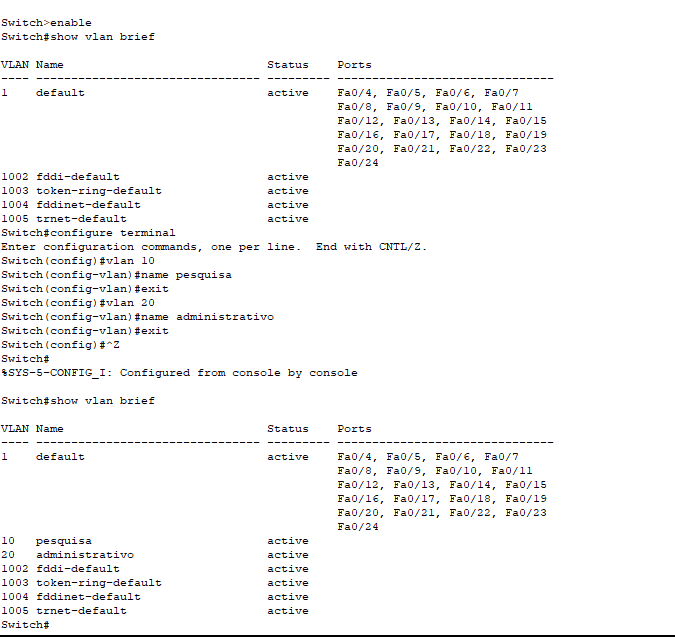 Switch>enable
Switch#show vlan brief
VLAN Name                             Status    Ports
---- -------------------------------- --------- -------------------------------
1    default                          active    Fa0/4, Fa0/5, Fa0/6, Fa0/7
                                                Fa0/8, Fa0/9, Fa0/10, Fa0/11
                                                Fa0/12, Fa0/13, Fa0/14, Fa0/15
                                                Fa0/16, Fa0/17, Fa0/18, Fa0/19
                                                Fa0/20, Fa0/21, Fa0/22, Fa0/23
                                                Fa0/24
1002 fddi-default                     active
1003 token-ring-default               active
1004 fddinet-default                  active
1005 trnet-default                    active
Switch#configure terminal
Enter configuration commands, one per line.  End with CNTL/Z.
Switch(config)#vlan 10
Switch(config-vlan)#name pesquisa
Switch(config-vlan)#exit
Switch(config)#vlan 20
Switch(config-vlan)#name administrativo
Switch(config-vlan)#exit
Switch(config)#^Z
Switch#
%SYS-5-CONFIG_I: Configured from console by console
Switch#show vlan brief
VLAN Name                             Status    Ports
---- -------------------------------- --------- -------------------------------
1    default                          active    Fa0/4, Fa0/5, Fa0/6, Fa0/7
                                                Fa0/8, Fa0/9, Fa0/10, Fa0/11
                                                Fa0/12, Fa0/13, Fa0/14, Fa0/15
                                                Fa0/16, Fa0/17, Fa0/18, Fa0/19
                                                Fa0/20, Fa0/21, Fa0/22, Fa0/23
                                                Fa0/24
10   pesquisa                         active
20   administrativo                   active
1002 fddi-default                     active
1003 token-ring-default               active
1004 fddinet-default                  active
1005 trnet-default                    active
Switch#